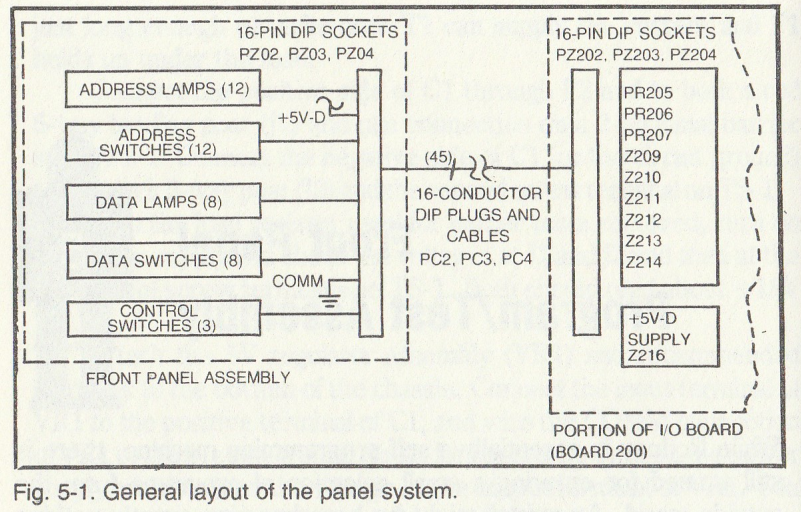 16-PIN DIP SOCKETS
PZ02, PZ03, PZ04
ADDRESS LAMPS (12)
+5V-D
ADDRESS
SWITCHES (12)
DATA LAMPS (8)
DATA SWITCHES (8)
COMM
CONTROL
SWITCHES (3)
FRONT PANEL ASSEMBLY
(45)
16-CONDUCTOR
DIP PLUGS AND
CABLES
PC2, PC3, PC4
16-PIN DIP SOCKETS
PZ202, PZ203, PZ204
PR205
PR206
PR207
Z209
Z210
Z211
Z212
Z213
Z214
+5V-D
SUPPLY
Z216
PORTION OF I/O BOARD
(BOARD 200)
Fig. 5-1. General layout of the panel system.